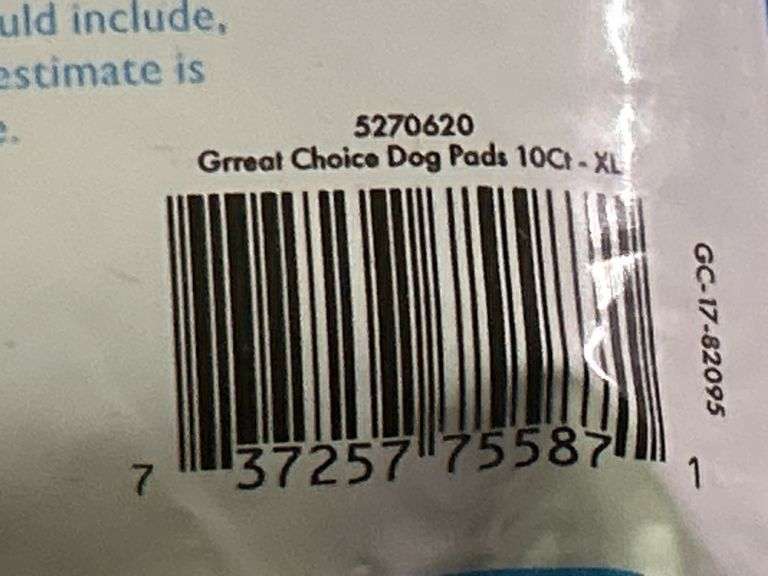 uld include,
estimate is
e.
5270620
Grreat Choice Dog Pads 10Ct - XL
7 37257 75587 1
GC-17-82095